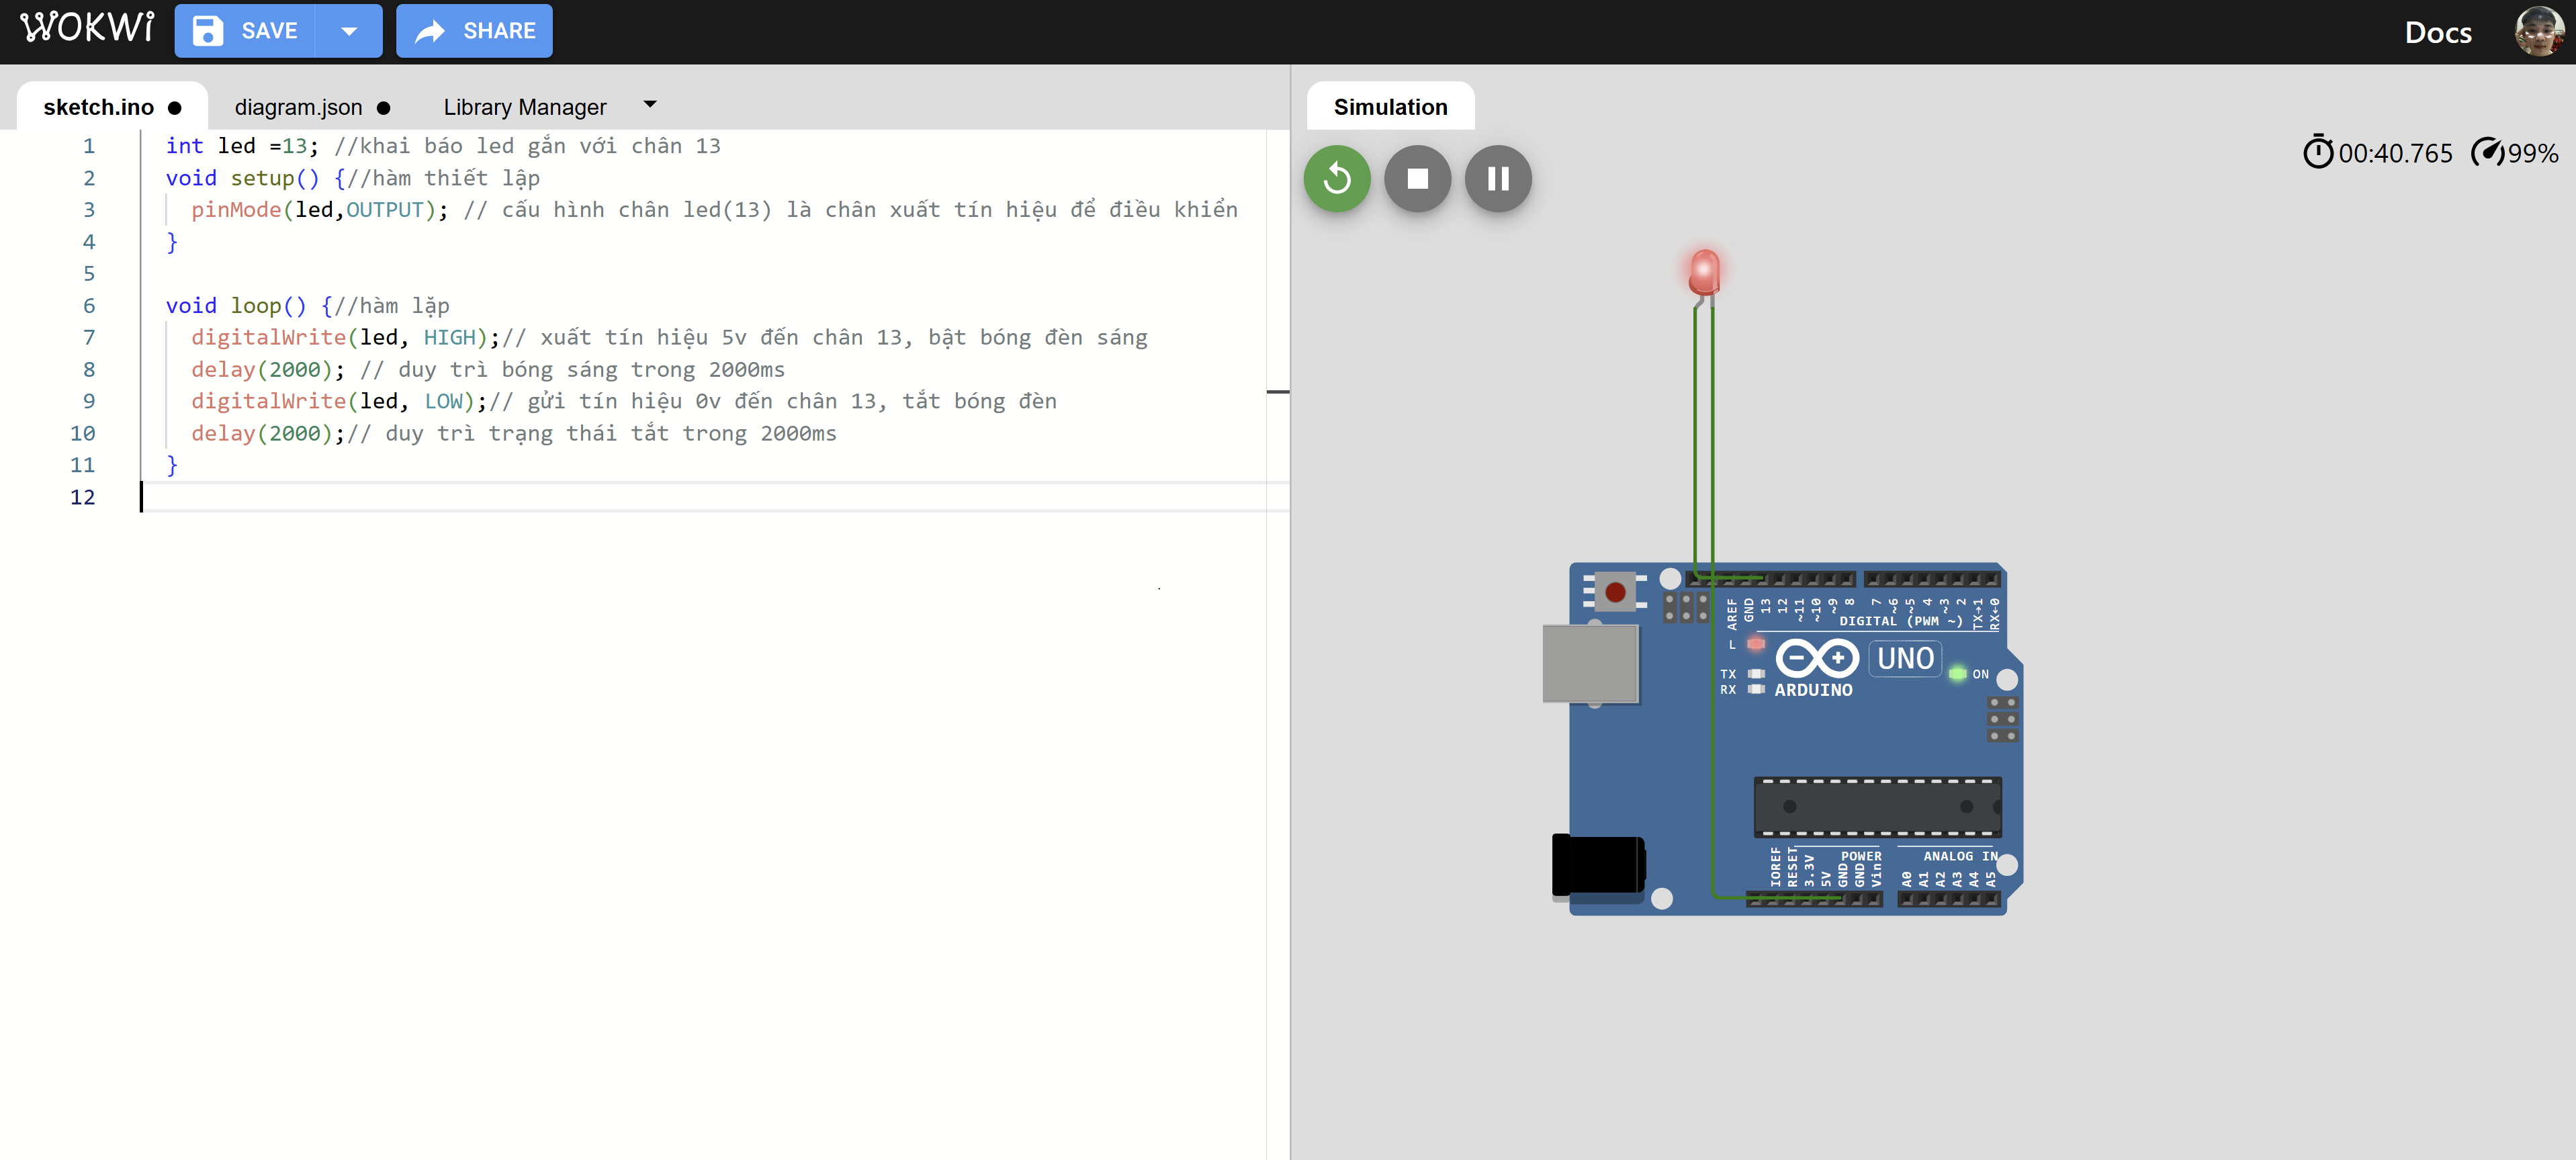 WOKWi
SAVE
SHARE
Docs
sketch.ino
diagram.json
Library Manager
1 int led =13; //khai báo led gắn với chân 13
2 void setup() {//hàm thiết lập
3 pinMode(led,OUTPUT); // cấu hình chân led(13) là chân xuất tín hiệu để điều khiển
4 }
5
6 void loop() {//hàm lặp
7 digitalWrite(led, HIGH);// xuất tín hiệu 5v đến chân 13, bật bóng đèn sáng
8 delay(2000); // duy trì bóng sáng trong 2000ms
9 digitalWrite(led, LOW);// gửi tín hiệu 0v đến chân 13, tắt bóng đèn
10 delay(2000);// duy trì trạng thái tắt trong 2000ms
11 }
12
Simulation
00:40.765 99%
AREF GND 13 12 ~11 ~10 ~9 8 7 ~6 ~5 4 ~3 2 TX→1 RX←0
DIGITAL (PWM ~)
L
TX
RX
UNO
ARDUINO
ON
POWER
ANALOG IN
IOREF RESET 3.3V 5V GND GND Vin A0 A1 A2 A3 A4 A5